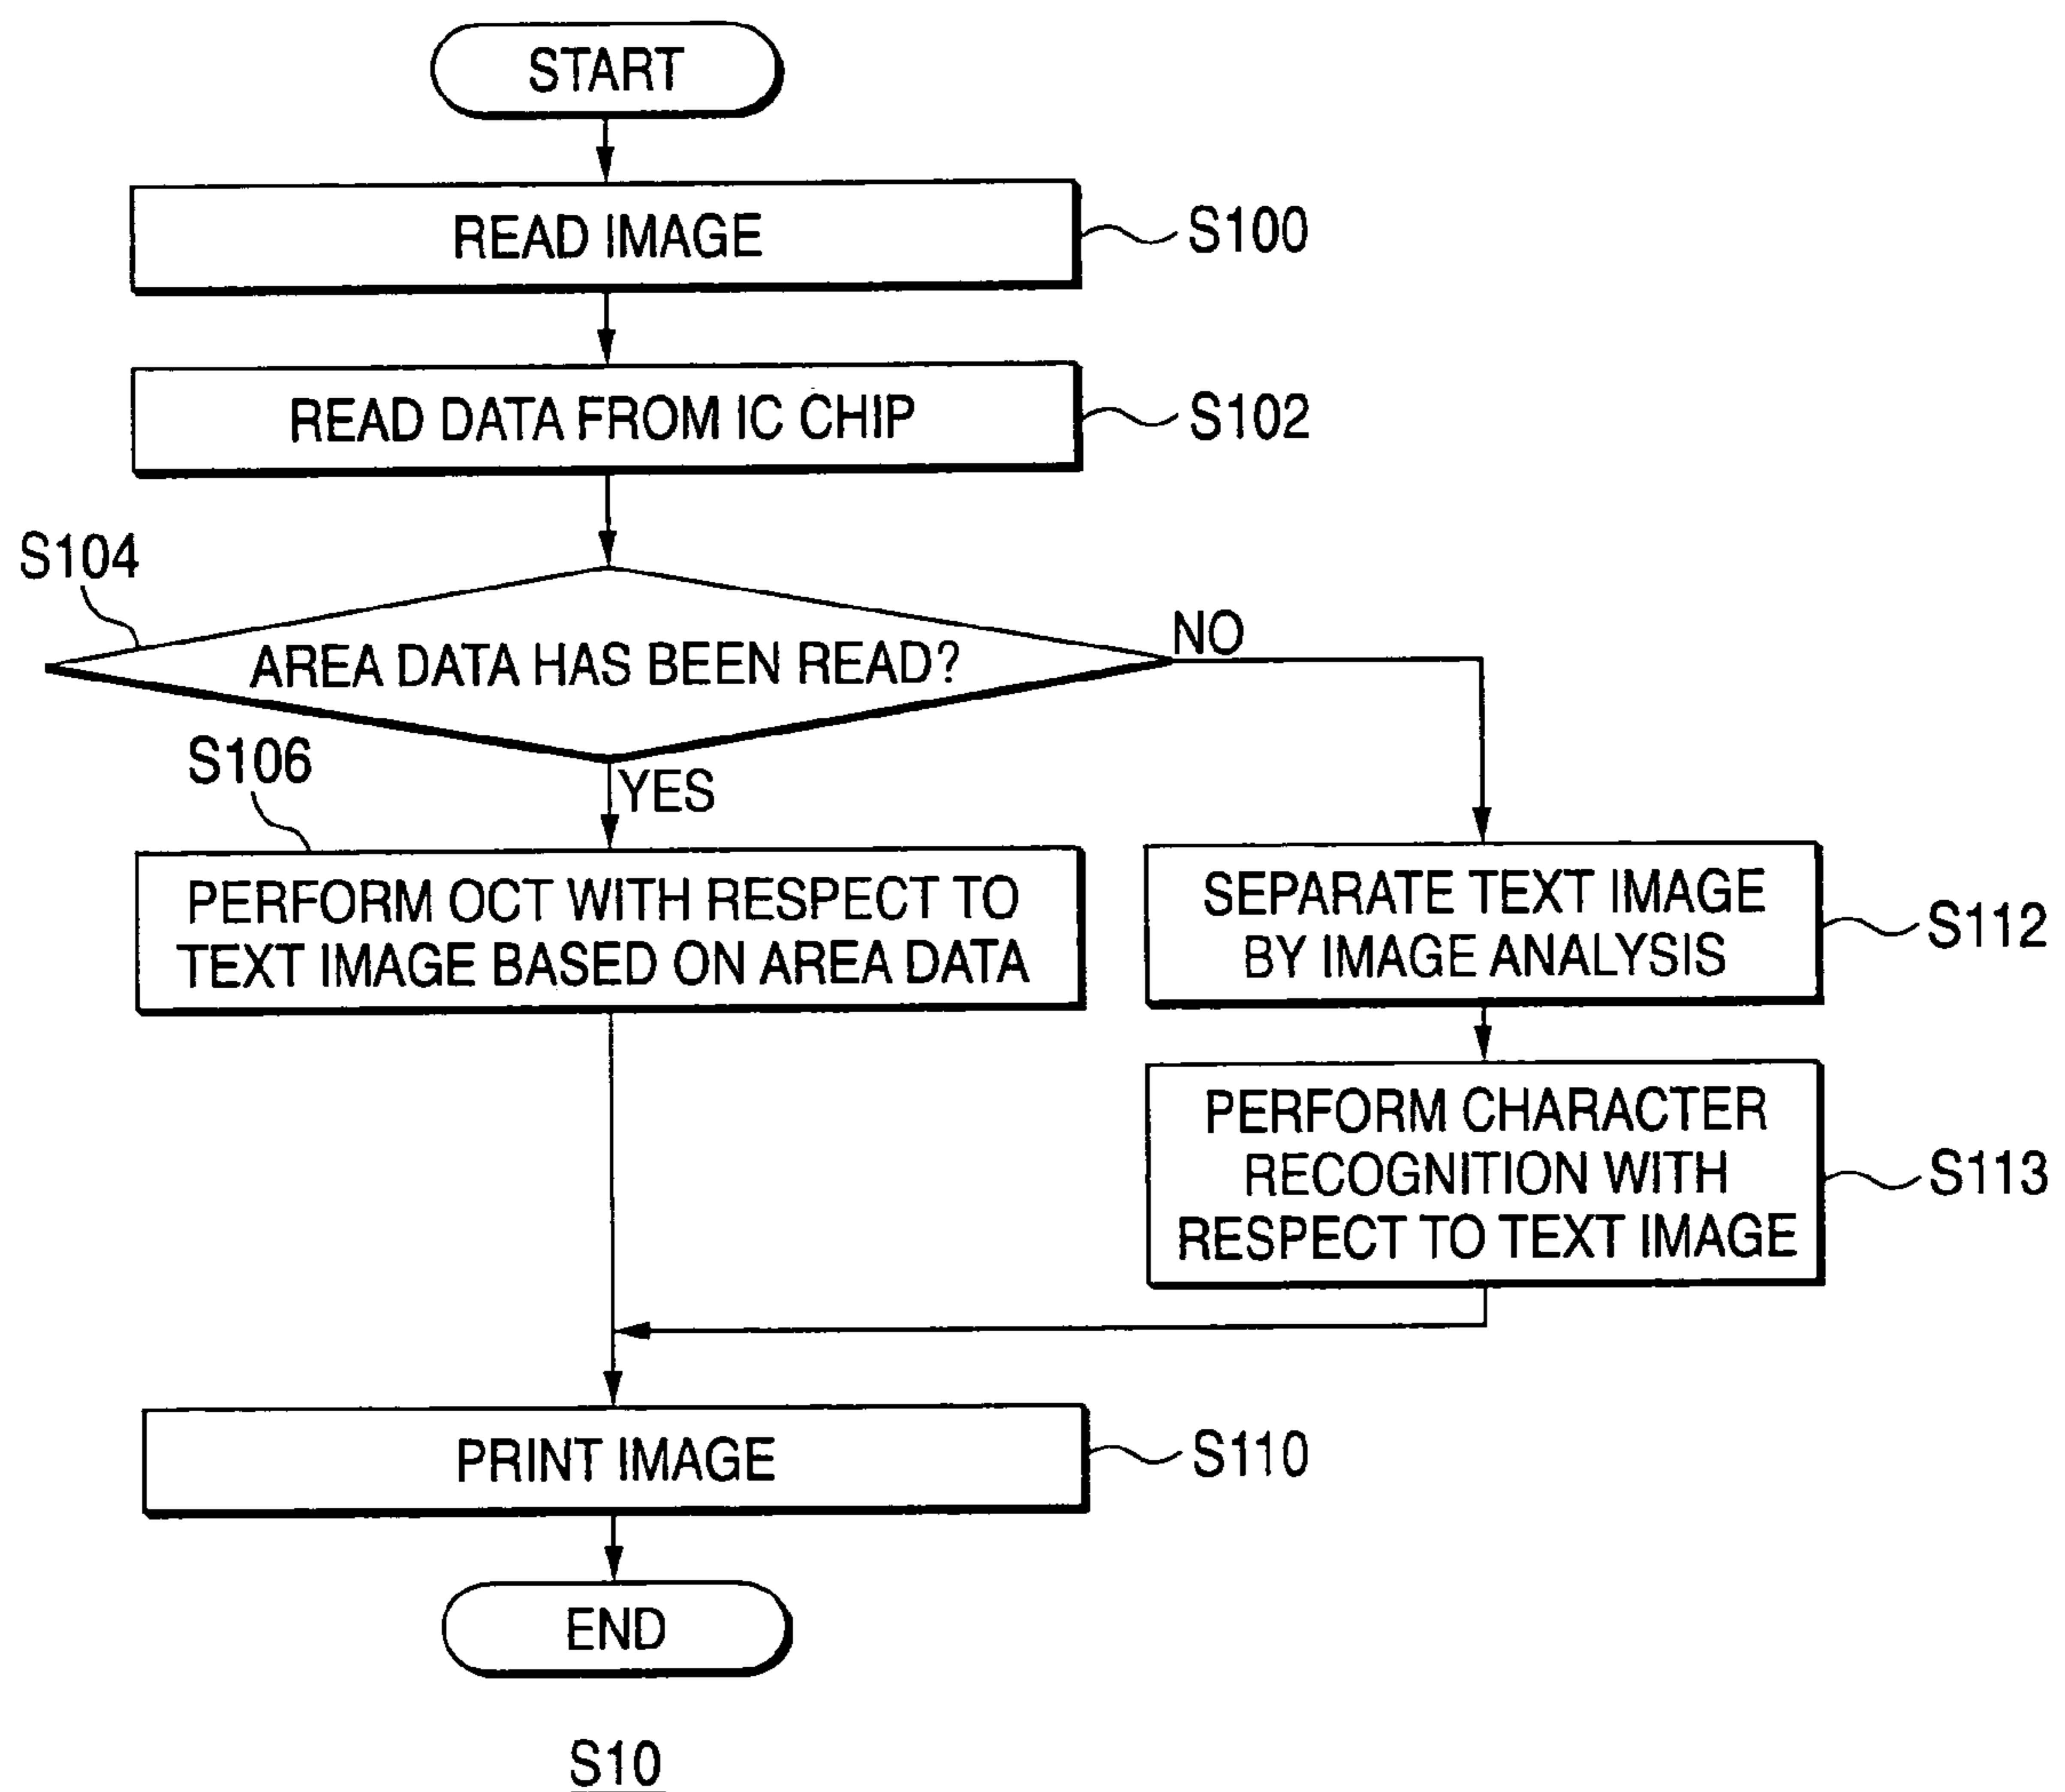 START
READ IMAGE
S100
READ DATA FROM IC CHIP
S102
S104
AREA DATA HAS BEEN READ?
NO
S106
YES
PERFORM OCT WITH RESPECT TO
TEXT IMAGE BASED ON AREA DATA
SEPARATE TEXT IMAGE
BY IMAGE ANALYSIS
S112
PERFORM CHARACTER
RECOGNITION WITH
RESPECT TO TEXT IMAGE
S113
PRINT IMAGE
S110
END
S10